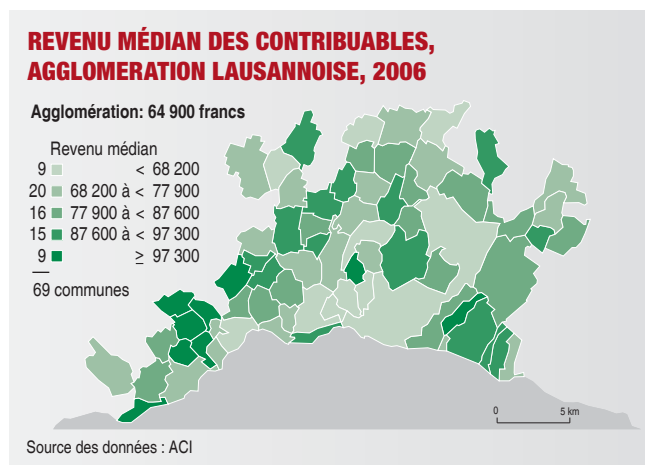 REVENU MÉDIAN DES CONTRIBUABLES,
AGGLOMERATION LAUSANNOISE, 2006
Agglomération: 64 900 francs
Revenu médian
9 < 68 200
20 68 200 à < 77 900
16 77 900 à < 87 600
15 87 600 à < 97 300
9 ≥ 97 300
69 communes
0 5 km
Source des données : ACI